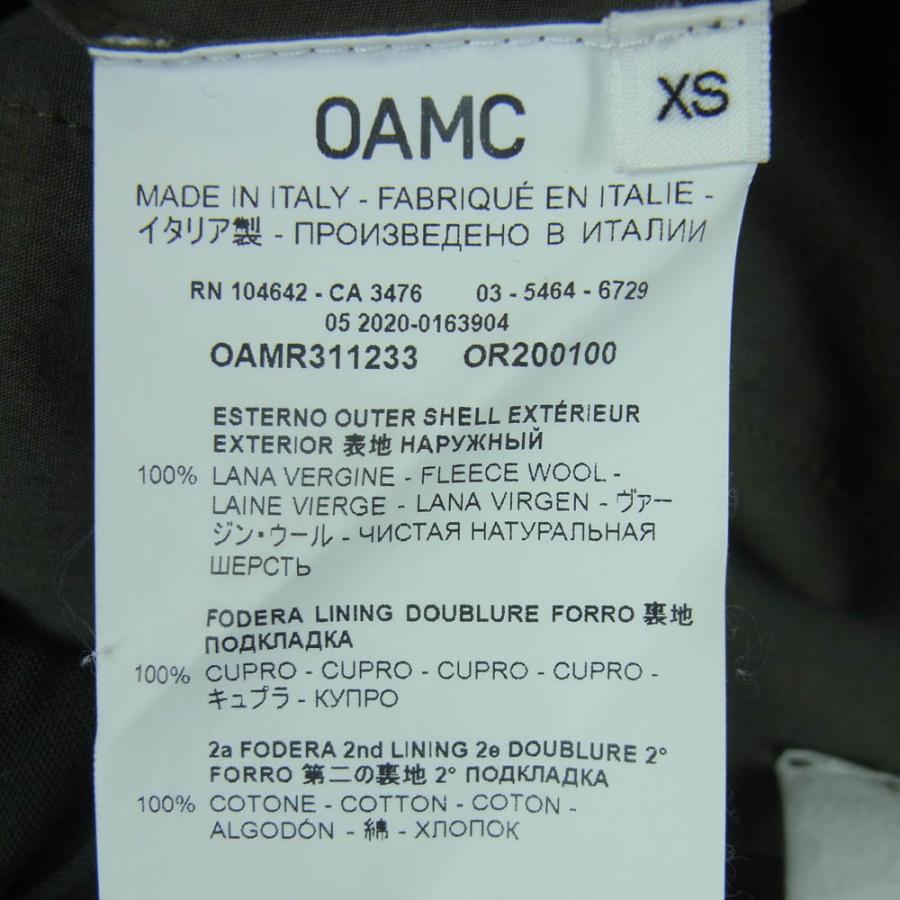 OAMC
XS
MADE IN ITALY - FABRIQUÉ EN ITALIE -
イタリア製 - ПРОИЗВЕДЕНО В ИТАЛИИ
RN 104642 - CA 3476 03 - 5464 - 6729
05 2020-0163904
OAMR311233 OR200100
ESTERNO OUTER SHELL EXTÉRIEUR
EXTERIOR 表地 НАРУЖНЫЙ
100% LANA VERGINE - FLEECE WOOL -
LAINE VIERGE - LANA VIRGEN - ヴァー
ジン・ウール - ЧИСТАЯ НАТУРАЛЬНАЯ
ШЕРСТЬ
FODERA LINING DOUBLURE FORRO 裏地
ПОДКЛАДКА
100% CUPRO - CUPRO - CUPRO - CUPRO -
キュプラ - КУПРО
2a FODERA 2nd LINING 2e DOUBLURE 2°
FORRO 第二の裏地 2° ПОДКЛАДКА
100% COTONE - COTTON - COTON -
ALGODÓN - 綿 - ХЛОПОК